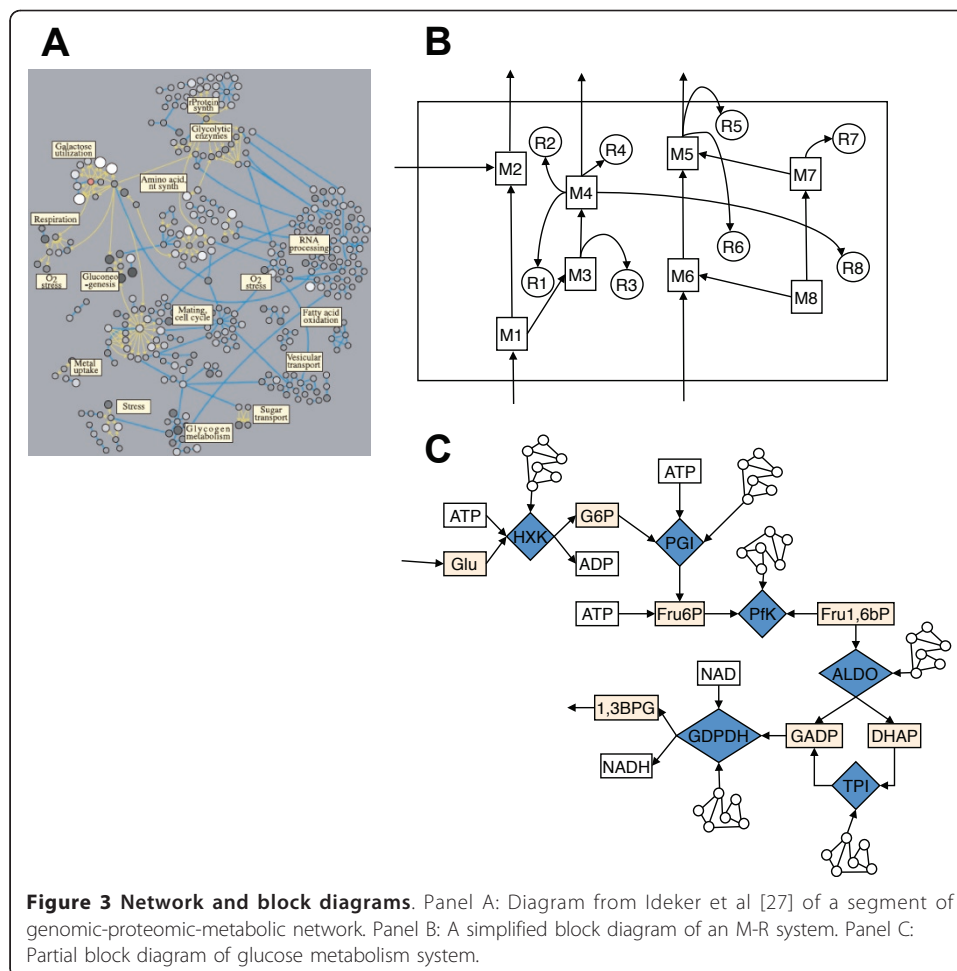 A
rProtein
synth
Glycolytic
enzymes
Galactose
utilization
Amino acid,
nt synth
Respiration
RNA
processing
O2
stress
Gluconeo
-genesis
O2
stress
Mating,
cell cycle
Fatty acid
oxidation
Metal
uptake
Vesicular
transport
Stress
Sugar
transport
Glycogen
metabolism
B
R5
R2
R4
R7
M2
M5
M7
M4
R6
R8
RNA
R1
M3
R3
M6
M8
M1
C
ATP
ATP
G6P
HXK
PGI
Glu
ADP
ATP
Fru6P
PfK
Fru1,6bP
NAD
ALDO
1,3BPG
GDPDH
GADP
DHAP
NADH
TPI
Figure 3 Network and block diagrams. Panel A: Diagram from Ideker et al [27] of a segment of
genomic-proteomic-metabolic network. Panel B: A simplified block diagram of an M-R system. Panel C:
Partial block diagram of glucose metabolism system.